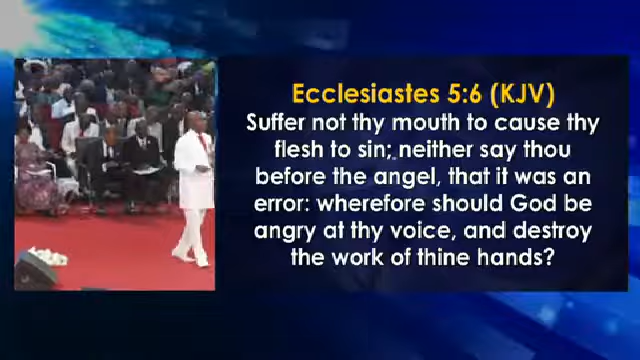 Ecclesiastes 5:6 (KJV)
Suffer not thy mouth to cause thy
flesh to sin; neither say thou
before the angel, that it was an
error: wherefore should God be
angry at thy voice, and destroy
the work of thine hands?